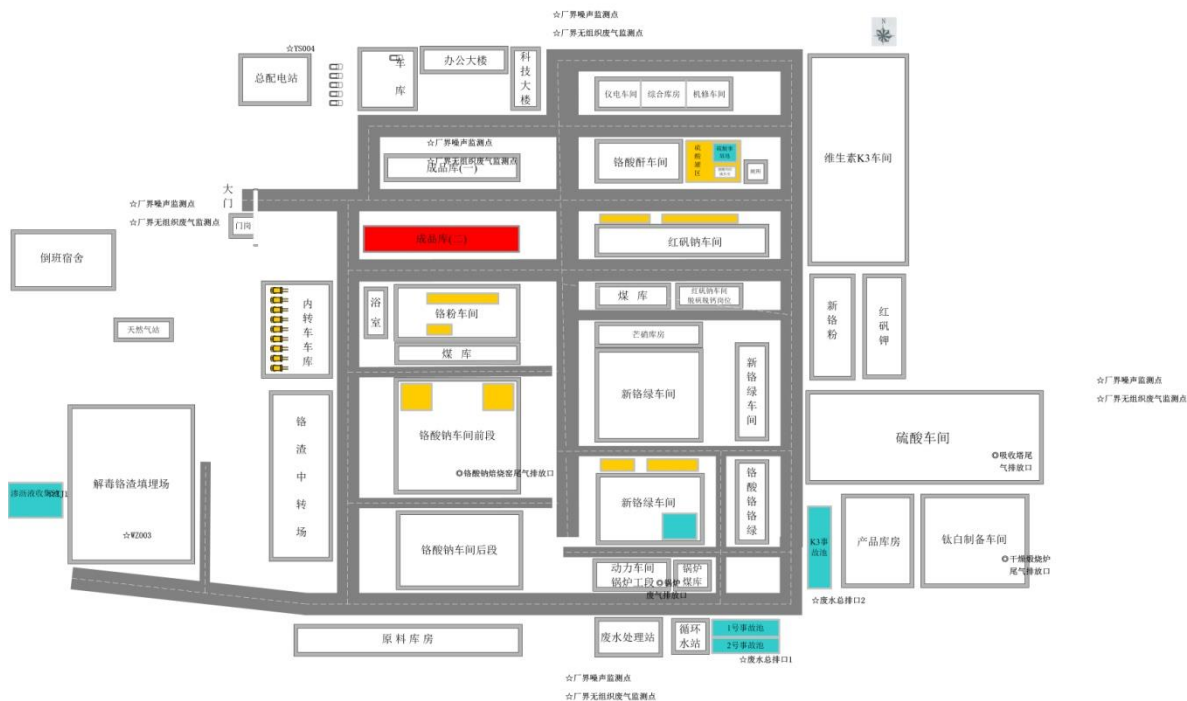 ☆厂界噪声监测点
☆厂界无组织废气监测点
N
☆YS004
总配电站
车库
办公大楼
科技大楼
仪电车间
综合库房
机修车间
维生素K3车间
☆厂界噪声监测点
☆厂界无组织废气监测点
成品库(一)
铬酸酐车间
硫酸罐区
大门
☆厂界噪声监测点
☆厂界无组织废气监测点
门岗
成品库(二)
红矾钠车间
倒班宿舍
内转车车库
浴室
铬粉车间
煤库
煤 库
红矾钠车间
脱硝脱钙岗位
新铬粉
红矾钾
天然气站
芒硝库房
新铬绿车间
新铬绿车间
☆厂界噪声监测点
☆厂界无组织废气监测点
铬渣中转场
铬酸钠车间前段
◎铬酸钠焙烧窑尾气排放口
硫酸车间
◎吸收塔尾
气排放口
解毒铬渣填埋场
☆WZ003
新铬绿车间
铬酸铬铬绿
K3事故池
产品库房
钛白制备车间
◎干燥煅烧炉
尾气排放口
铬酸钠车间后段
动力车间
锅炉工段
◎锅炉
废气排放口
锅炉
煤库
☆废水总排口2
原料库房
废水处理站
循环
水站
1号事故池
2号事故池
☆废水总排口1
☆厂界噪声监测点
☆厂界无组织废气监测点